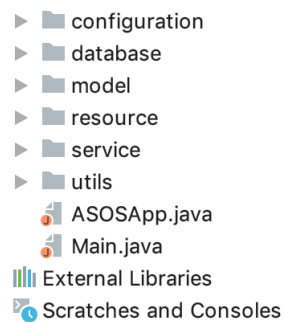 configuration
database
model
resource
service
utils
ASOSApp.java
Main.java
External Libraries
Scratches and Consoles